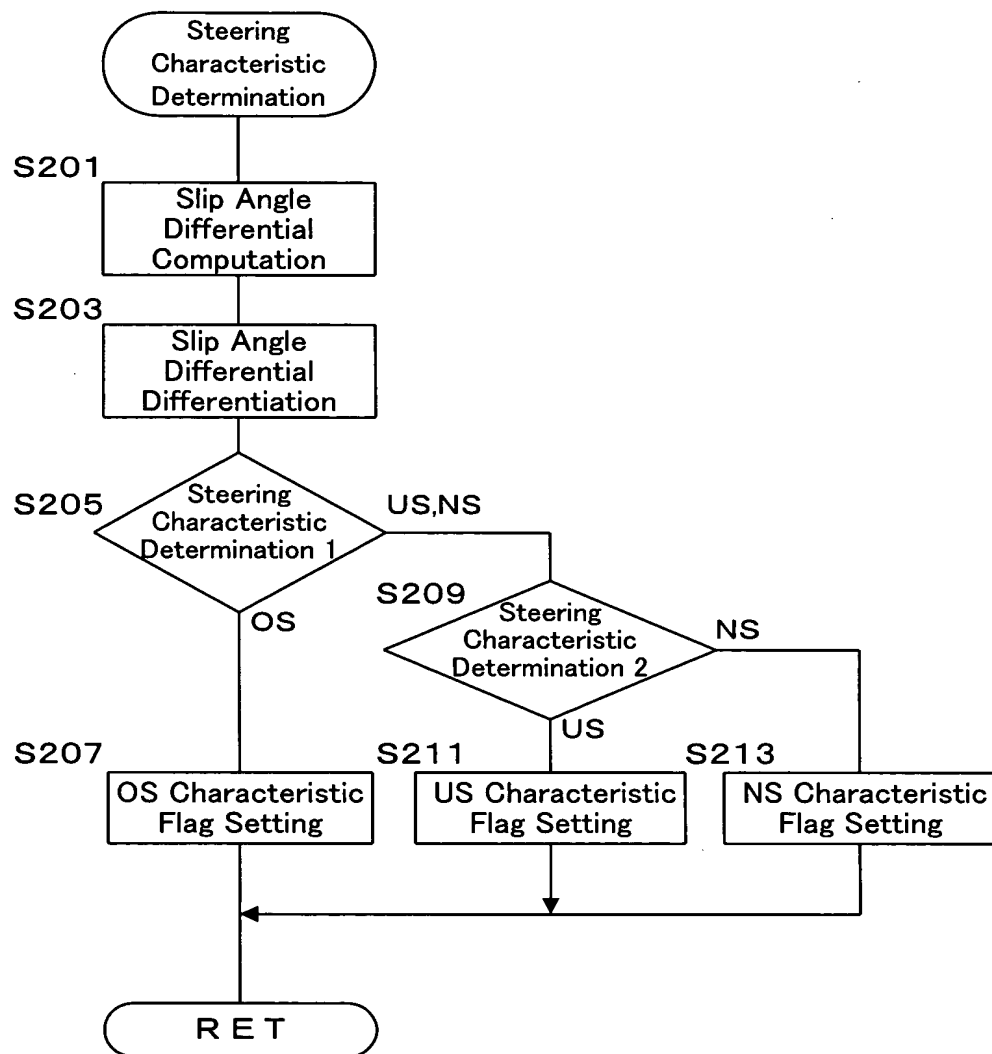 Steering
Characteristic
Determination
S201
Slip Angle
Differential
Computation
S203
Slip Angle
Differential
Differentiation
S205
Steering
Characteristic
Determination 1
US,NS
OS
S209
Steering
Characteristic
Determination 2
NS
US
S207
OS Characteristic
Flag Setting
S211
US Characteristic
Flag Setting
S213
NS Characteristic
Flag Setting
RET